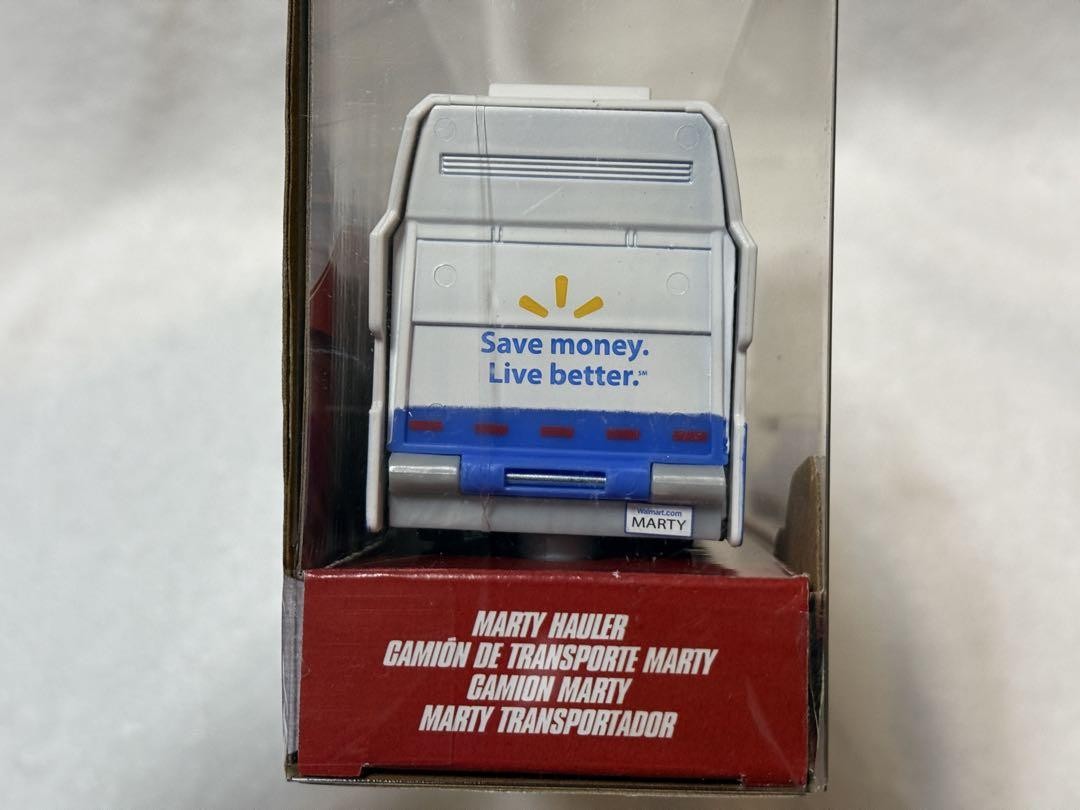 Save money.
Live better.℠
Walmart.com
MARTY
MARTY HAULER
CAMIÓN DE TRANSPORTE MARTY
CAMION MARTY
MARTY TRANSPORTADOR